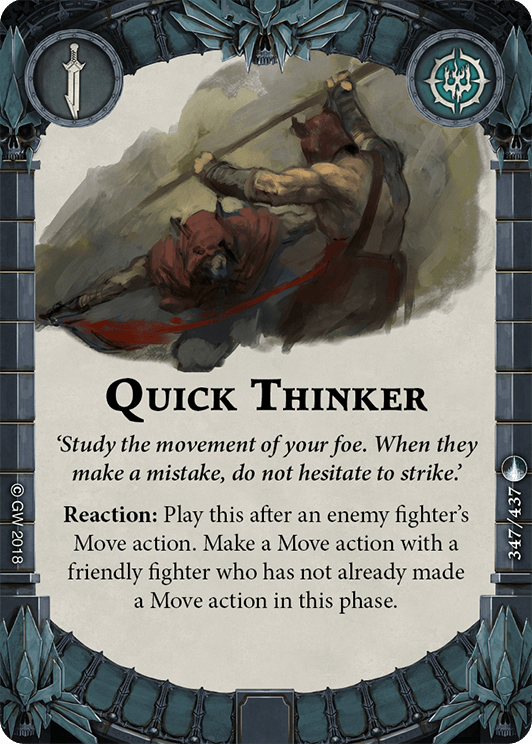 QUICK THINKER
‘Study the movement of your foe. When they
make a mistake, do not hesitate to strike.’
Reaction: Play this after an enemy fighter’s
Move action. Make a Move action with a
friendly fighter who has not already made
a Move action in this phase.
© GW 2018
347/437